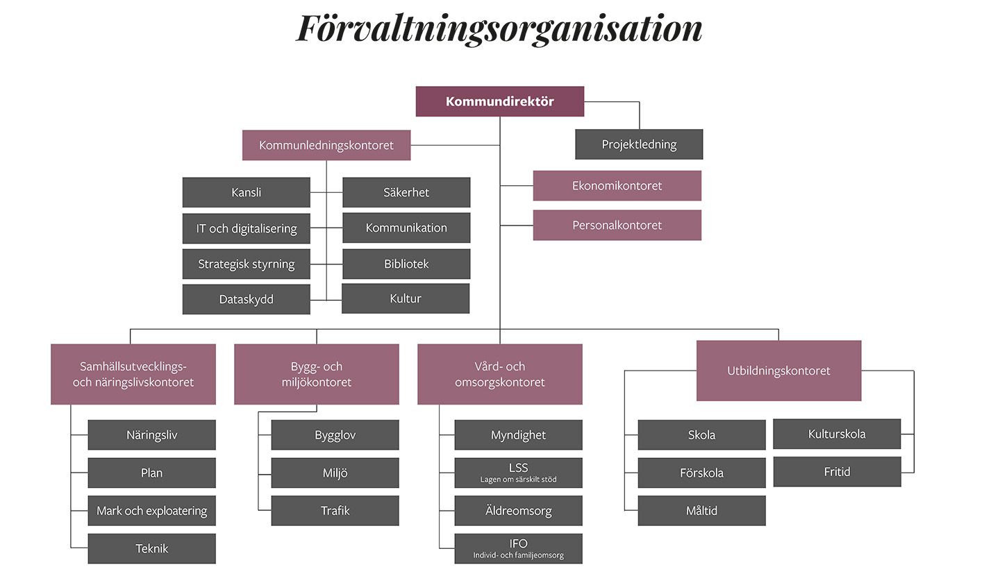 Förvaltningsorganisation
Kommundirektör
Projektledning
Kommunledningskontoret
Ekonomikontoret
Personalkontoret
Kansli
Säkerhet
IT och digitalisering
Kommunikation
Strategisk styrning
Bibliotek
Dataskydd
Kultur
Samhällsutvecklings-
och näringslivskontoret
Näringsliv
Plan
Mark och exploatering
Teknik
Bygg- och
miljökontoret
Bygglov
Miljö
Trafik
Vård- och
omsorgskontoret
Myndighet
LSS
Lagen om särskilt stöd
Äldreomsorg
IFO
Individ- och familjeomsorg
Utbildningskontoret
Skola
Förskola
Måltid
Kulturskola
Fritid